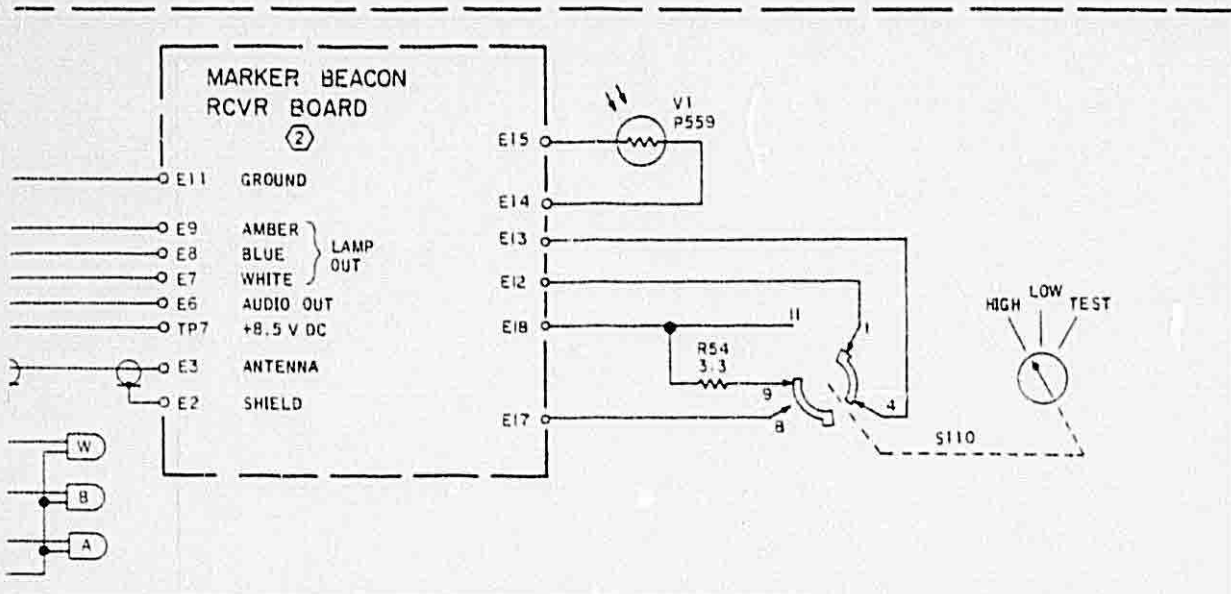 MARKER BEACON
RCVR BOARD
2
E11 GROUND
E9 AMBER
E8 BLUE
E7 WHITE
LAMP
OUT
E6 AUDIO OUT
TP7 +8.5 V DC
E3 ANTENNA
E2 SHIELD
W
B
A
E15
E14
E13
E12
E18
E17
V1
P559
11
R54
3.3
9
8
1
4
S110
HIGH LOW TEST